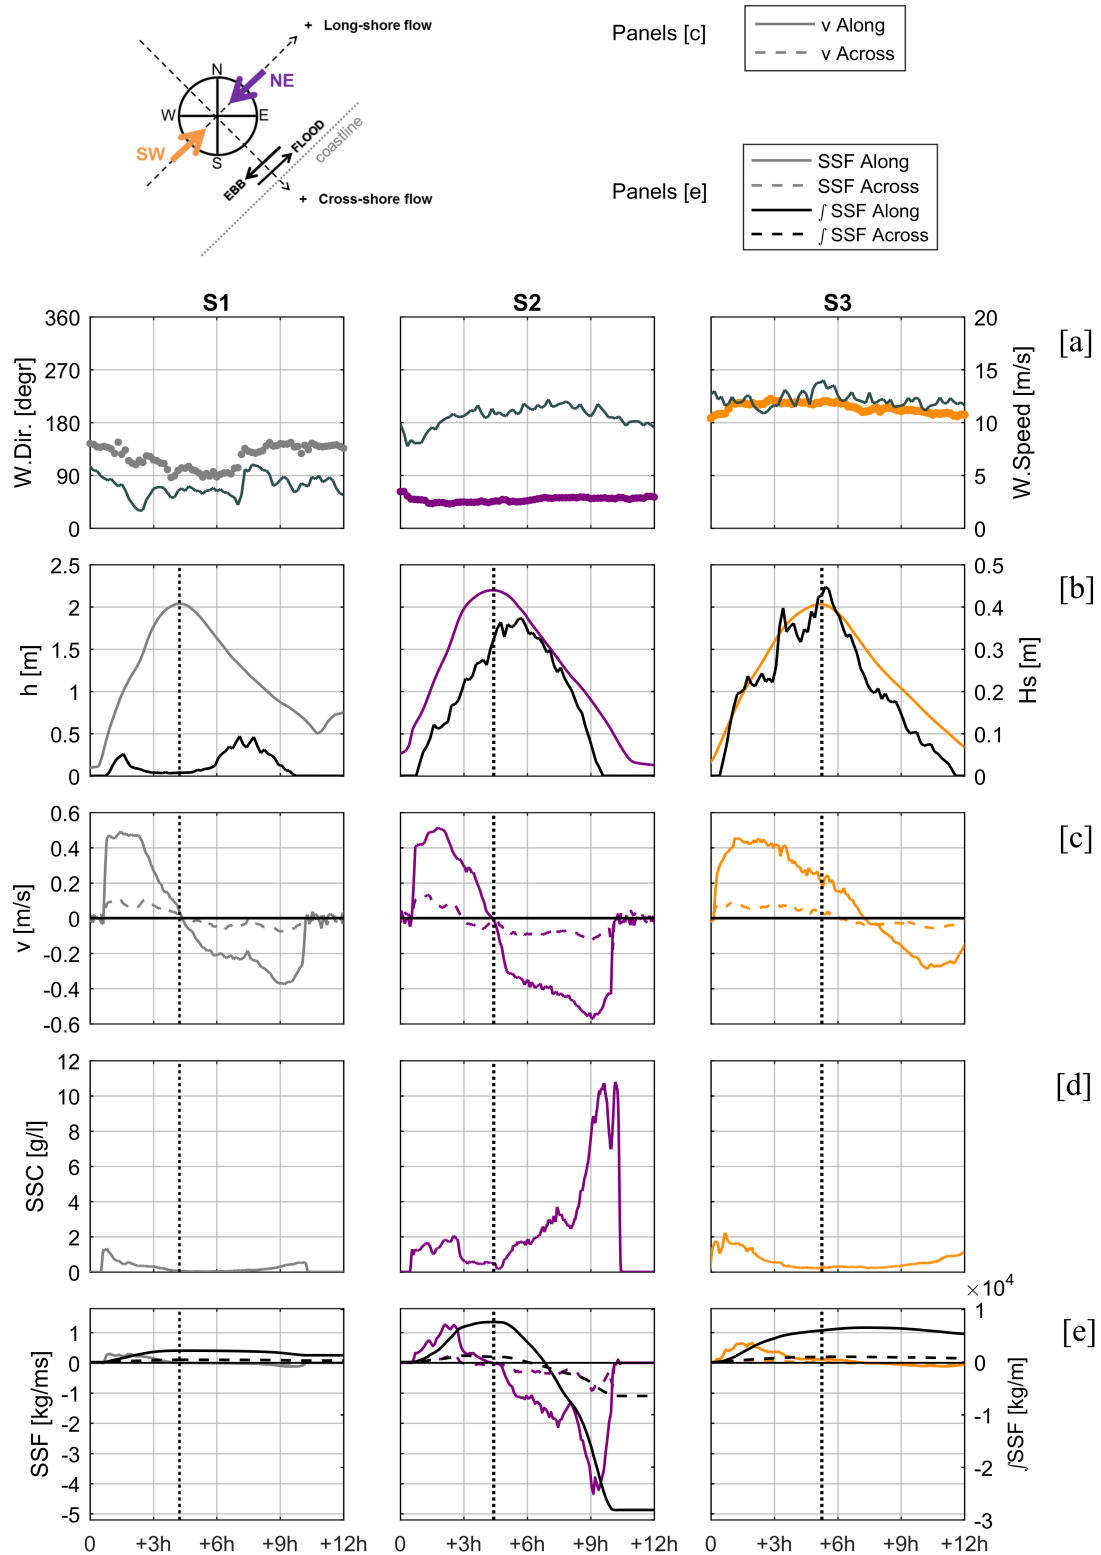 + Long-shore flow
N
NE
W
E
SW
S
FLOOD
EBB
coastline
+ Cross-shore flow
Panels [c]
v Along
v Across
Panels [e]
SSF Along
SSF Across
∫ SSF Along
∫ SSF Across
S1 S2 S3
[a]
W.Dir. [degr]
360
270
180
90
0
20
15
10
5
0
W.Speed [m/s]
[b]
h [m]
2.5
2
1.5
1
0.5
0
0.5
0.4
0.3
0.2
0.1
0
Hs [m]
[c]
v [m/s]
0.6
0.4
0.2
0
-0.2
-0.4
-0.6
[d]
SSC [g/l]
12
10
8
6
4
2
0
[e]
SSF [kg/ms]
1
0
-1
-2
-3
-4
-5
×10⁴
1
0
-1
-2
-3
∫SSF [kg/m]
0 +3h +6h +9h +12h 0 +3h +6h +9h +12h 0 +3h +6h +9h +12h